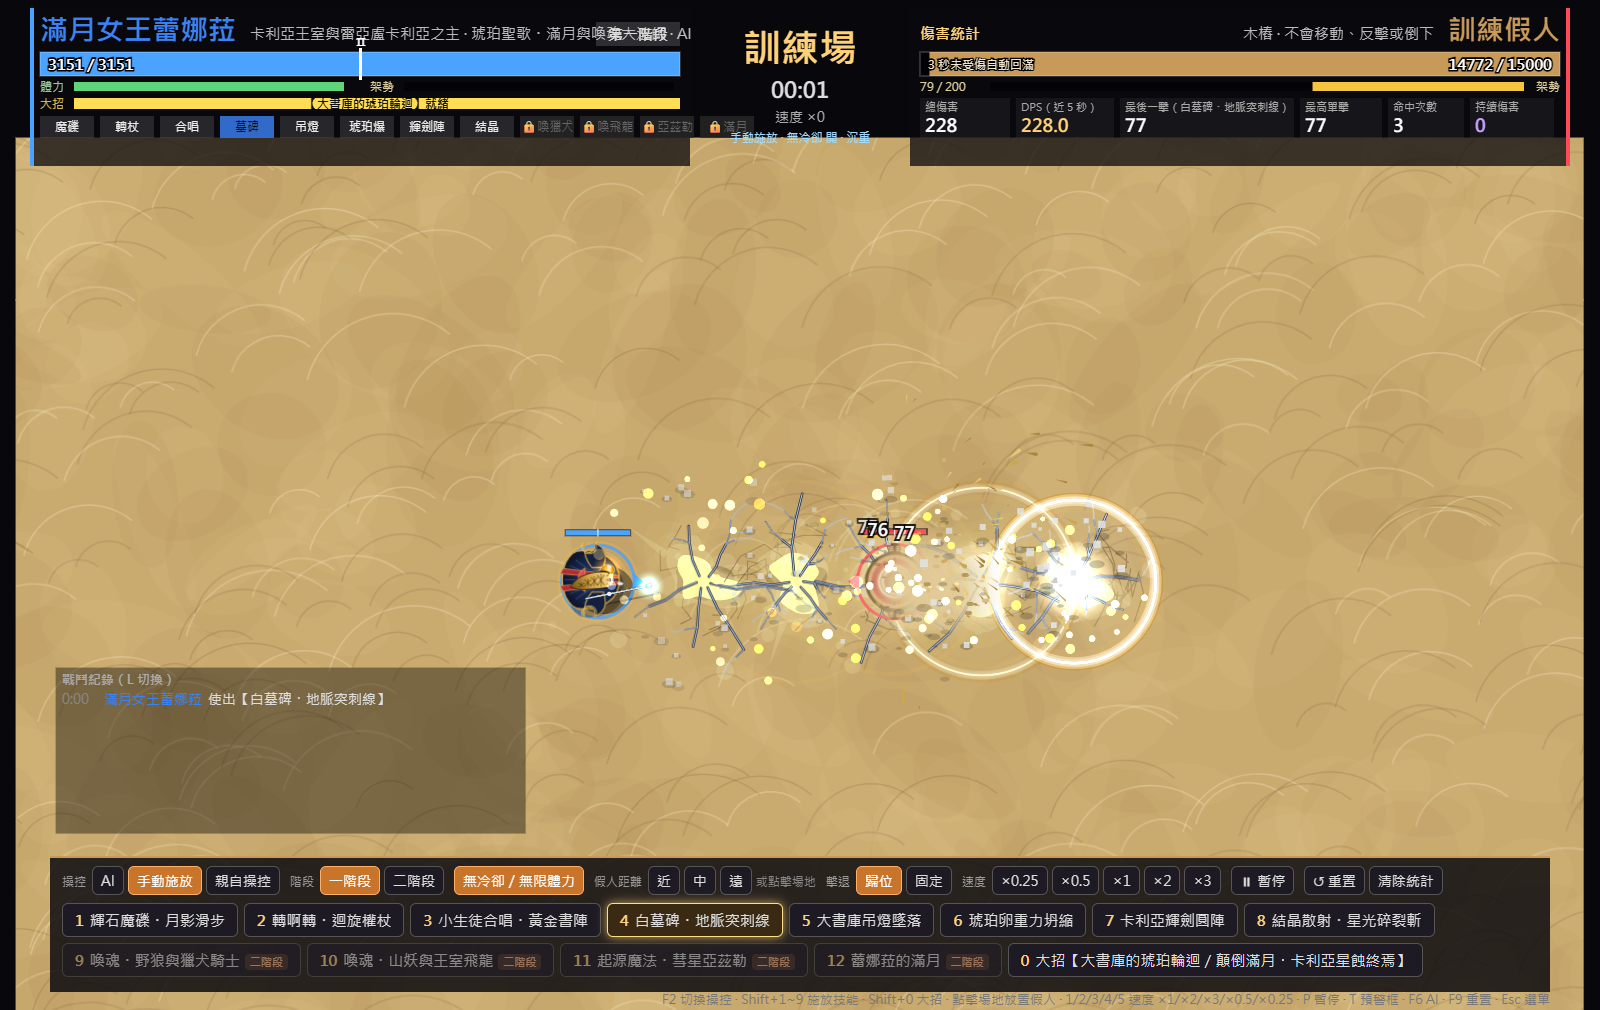 滿月女王蕾娜菈 卡利亞王室與雷亞盧卡利亞之主 · 琥珀聖歌 · 滿月與喚魂 · AI
II
3151 / 3151
體力 架勢
大招 【大書庫的琥珀輪迴】就緒
魔礫 轉杖 合唱 墓碑 吊燈 琥珀爆 輝劍陣 結晶 喚獵犬 喚飛龍 亞茲勒 滿月
訓練場
00:01
速度 ×0
手動施放 · 無冷卻 開 · 沉重
傷害統計 木樁 · 不會移動、反擊或倒下 訓練假人
3 秒未受傷自動回滿 14772 / 15000
79 / 200 架勢
總傷害 DPS（近 5 秒） 最後一擊（白墓碑 · 地脈突刺線） 最高單擊 命中次數 持續傷害
228 228.0 77 77 3 0
776 77
戰鬥紀錄（L 切換）
0:00 滿月女王蕾娜菈 使出【白墓碑 · 地脈突刺線】
操控 AI 手動施放 親自操控 階段 一階段 二階段 無冷卻 / 無限體力 假人距離 近 中 遠 或點擊場地 擊退 歸位 固定 速度 ×0.25 ×0.5 ×1 ×2 ×3 ⏸ 暫停 ↺ 重置 清除統計
1 輝石魔礫 · 月影滑步 2 轉啊轉 · 迴旋權杖 3 小生徒合唱 · 黃金書陣 4 白墓碑 · 地脈突刺線 5 大書庫吊燈墜落 6 琥珀卵重力坍縮 7 卡利亞輝劍圓陣 8 結晶散射 · 星光碎裂斬
9 喚魂 · 野狼與獵犬騎士 二階段 10 喚魂 · 山妖與王室飛龍 二階段 11 起源魔法 · 彗星亞茲勒 二階段 12 蕾娜菈的滿月 二階段 0 大招【大書庫的琥珀輪迴 / 顛倒滿月 · 卡利亞星蝕終焉】
F2 切換操控 · Shift+1~9 施放技能 · Shift+0 大招 · 點擊場地放置假人 · 1/2/3/4/5 速度 ×1/×2/×3/×0.5/×0.25 · P 暫停 · T 預警框 · F6 AI · F9 重置 · Esc 選單